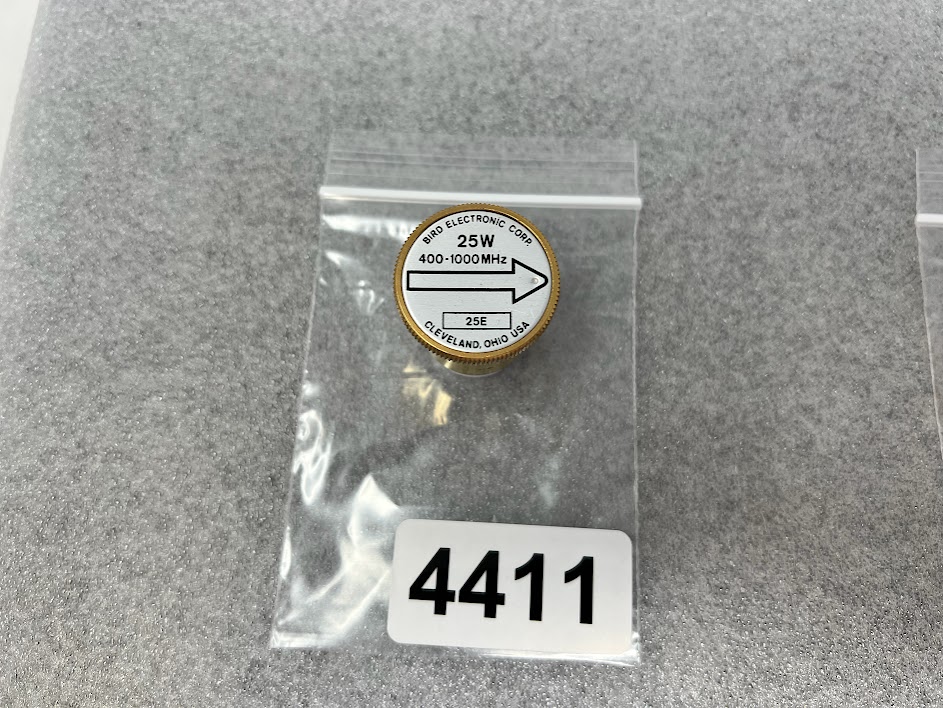 BIRD ELECTRONIC CORP.
25W
400-1000MHz
25E
CLEVELAND, OHIO USA
4411